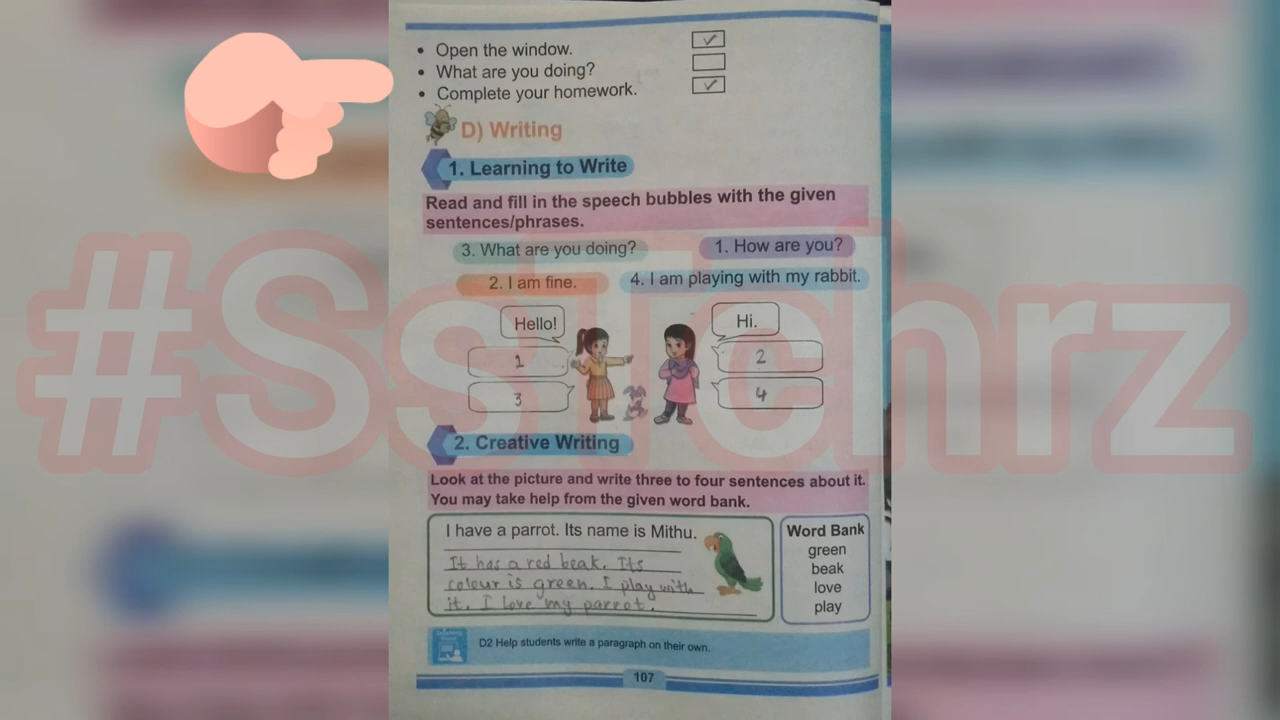 • Open the window. ✓
• What are you doing?
• Complete your homework. ✓
D) Writing
1. Learning to Write
Read and fill in the speech bubbles with the given
sentences/phrases.
3. What are you doing? 1. How are you?
2. I am fine. 4. I am playing with my rabbit.
Hello! Hi.
1 2
3 4
#SsTchrz
2. Creative Writing
Look at the picture and write three to four sentences about it.
You may take help from the given word bank.
I have a parrot. Its name is Mithu.
It has a red beak. Its
colour is green. I play with
it. I love my parrot.
Word Bank
green
beak
love
play
D2 Help students write a paragraph on their own.
107